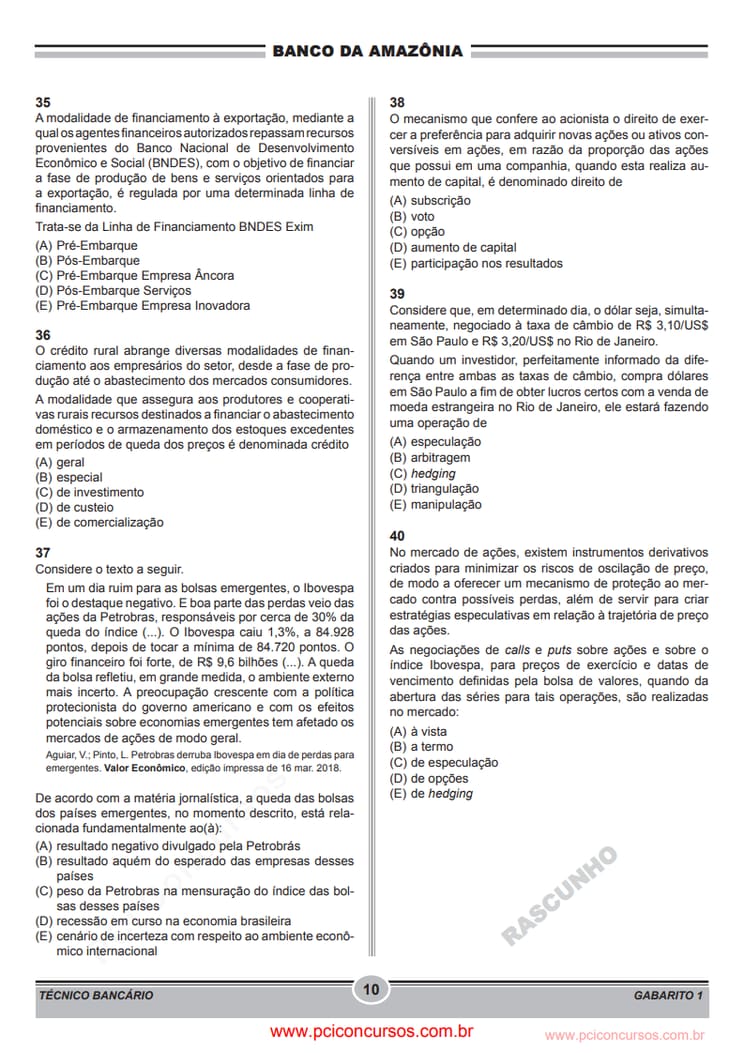 BANCO DA AMAZÔNIA
35
A modalidade de financiamento à exportação, mediante a
qual os agentes financeiros autorizados repassam recursos
provenientes do Banco Nacional de Desenvolvimento
Econômico e Social (BNDES), com o objetivo de financiar
a fase de produção de bens e serviços orientados para
a exportação, é regulada por uma determinada linha de
financiamento.
Trata-se da Linha de Financiamento BNDES Exim
(A) Pré-Embarque
(B) Pós-Embarque
(C) Pré-Embarque Empresa Âncora
(D) Pós-Embarque Serviços
(E) Pré-Embarque Empresa Inovadora
36
O crédito rural abrange diversas modalidades de finan-
ciamento aos empresários do setor, desde a fase de pro-
dução até o abastecimento dos mercados consumidores.
A modalidade que assegura aos produtores e cooperati-
vas rurais recursos destinados a financiar o abastecimento
doméstico e o armazenamento dos estoques excedentes
em períodos de queda dos preços é denominada crédito
(A) geral
(B) especial
(C) de investimento
(D) de custeio
(E) de comercialização
37
Considere o texto a seguir.
Em um dia ruim para as bolsas emergentes, o Ibovespa
foi o destaque negativo. E boa parte das perdas veio das
ações da Petrobras, responsáveis por cerca de 30% da
queda do índice (...). O Ibovespa caiu 1,3%, a 84.928
pontos, depois de tocar a mínima de 84.720 pontos. O
giro financeiro foi forte, de R$ 9,6 bilhões (...). A queda
da bolsa refletiu, em grande medida, o ambiente externo
mais incerto. A preocupação crescente com a política
protecionista do governo americano e com os efeitos
potenciais sobre economias emergentes tem afetado os
mercados de ações de modo geral.
Aguiar, V.; Pinto, L. Petrobras derruba Ibovespa em dia de perdas para
emergentes. Valor Econômico, edição impressa de 16 mar. 2018.
De acordo com a matéria jornalística, a queda das bolsas
dos países emergentes, no momento descrito, está rela-
cionada fundamentalmente ao(à):
(A) resultado negativo divulgado pela Petrobrás
(B) resultado aquém do esperado das empresas desses
países
(C) peso da Petrobras na mensuração do índice das bol-
sas desses países
(D) recessão em curso na economia brasileira
(E) cenário de incerteza com respeito ao ambiente econô-
mico internacional
38
O mecanismo que confere ao acionista o direito de exer-
cer a preferência para adquirir novas ações ou ativos con-
versíveis em ações, em razão da proporção das ações
que possui em uma companhia, quando esta realiza au-
mento de capital, é denominado direito de
(A) subscrição
(B) voto
(C) opção
(D) aumento de capital
(E) participação nos resultados
39
Considere que, em determinado dia, o dólar seja, simulta-
neamente, negociado à taxa de câmbio de R$ 3,10/US$
em São Paulo e R$ 3,20/US$ no Rio de Janeiro.
Quando um investidor, perfeitamente informado da dife-
rença entre ambas as taxas de câmbio, compra dólares
em São Paulo a fim de obter lucros certos com a venda de
moeda estrangeira no Rio de Janeiro, ele estará fazendo
uma operação de
(A) especulação
(B) arbitragem
(C) hedging
(D) triangulação
(E) manipulação
40
No mercado de ações, existem instrumentos derivativos
criados para minimizar os riscos de oscilação de preço,
de modo a oferecer um mecanismo de proteção ao mer-
cado contra possíveis perdas, além de servir para criar
estratégias especulativas em relação à trajetória de preço
das ações.
As negociações de calls e puts sobre ações e sobre o
índice Ibovespa, para preços de exercício e datas de
vencimento definidas pela bolsa de valores, quando da
abertura das séries para tais operações, são realizadas
no mercado:
(A) à vista
(B) a termo
(C) de especulação
(D) de opções
(E) de hedging
RASCUNHO
TÉCNICO BANCÁRIO
10
GABARITO 1
www.pciconcursos.com.br
www.pciconcursos.com.br